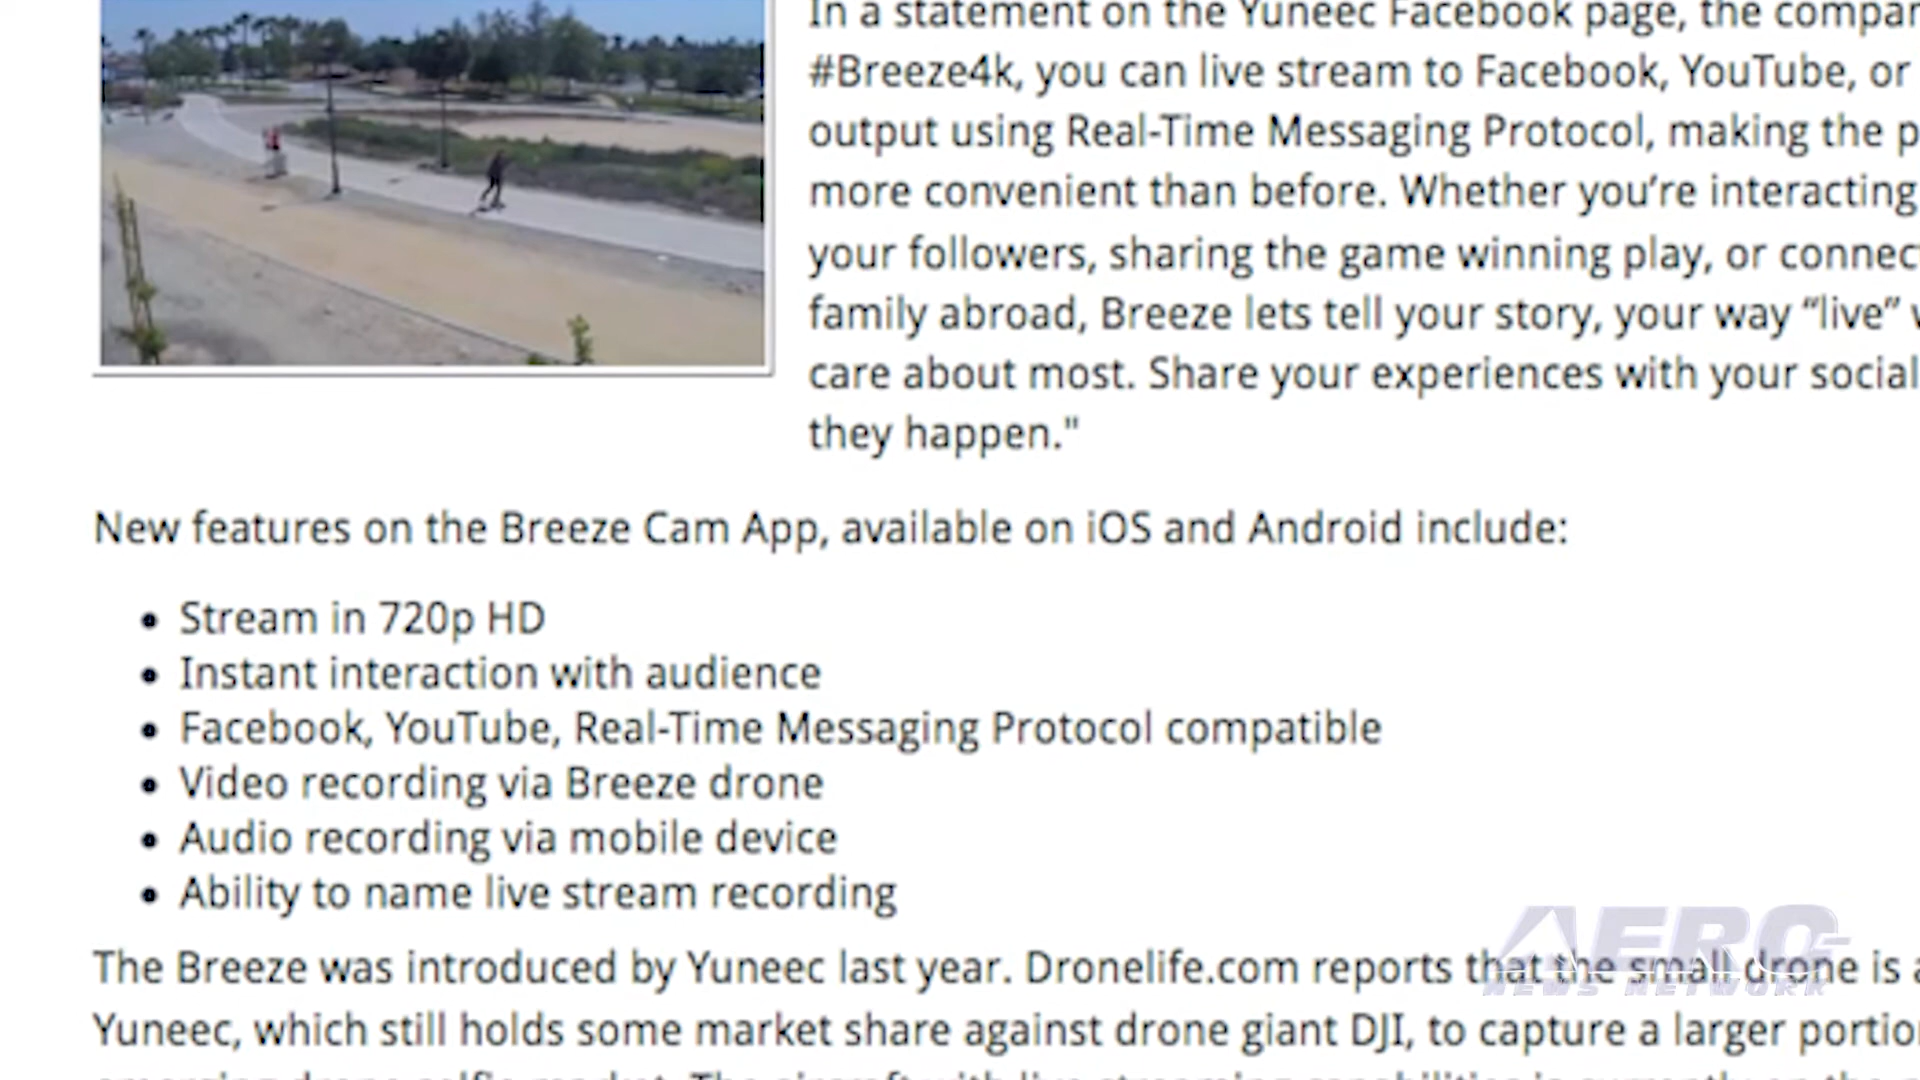 In a statement on the Yuneec Facebook page, the
#Breeze4k, you can live stream to Facebook, YouTube, or
output using Real-Time Messaging Protocol, making the
more convenient than before. Whether you’re interacting
your followers, sharing the game winning play, or
family abroad, Breeze lets tell your story, your way “live”
care about most. Share your experiences with your social
they happen."
New features on the Breeze Cam App, available on iOS and Android include:
• Stream in 720p HD
• Instant interaction with audience
• Facebook, YouTube, Real-Time Messaging Protocol compatible
• Video recording via Breeze drone
• Audio recording via mobile device
• Ability to name live stream recording
The Breeze was introduced by Yuneec last year. Dronelife.com reports that the small drone is
Yuneec, which still holds some market share against drone giant DJI, to capture a larger
AERO
NEWS NETWORK